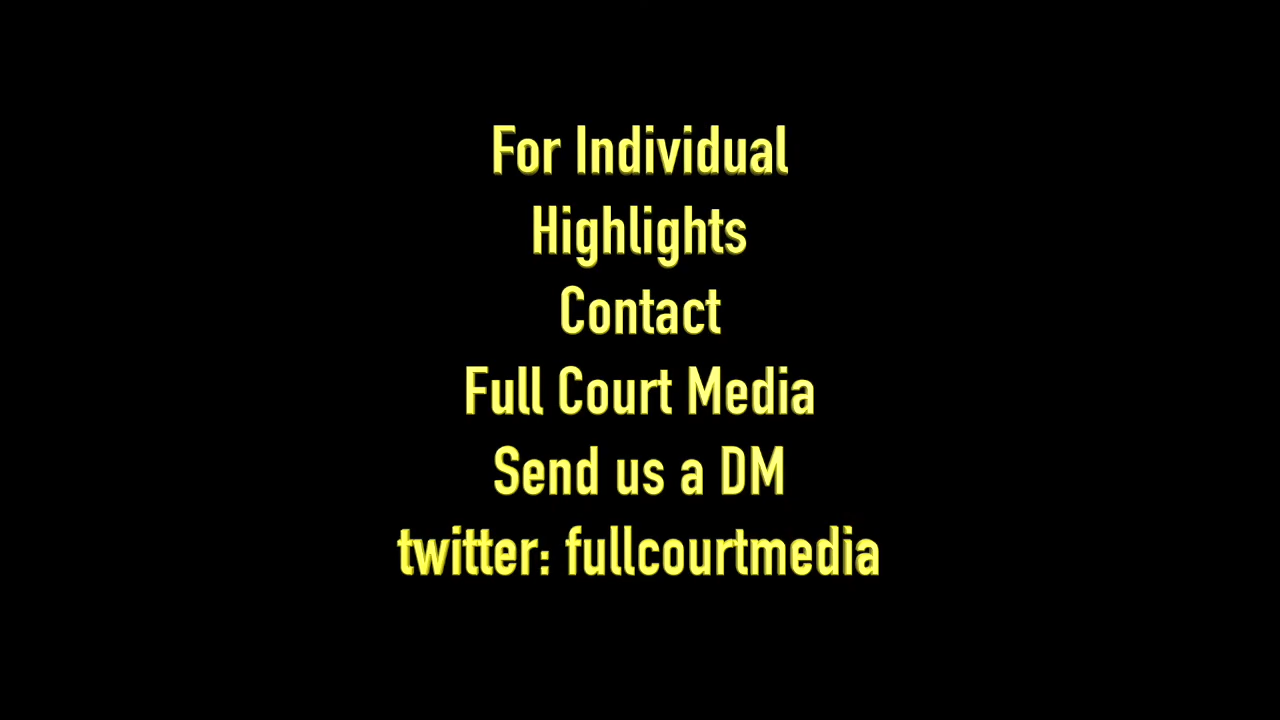 For Individual
Highlights
Contact
Full Court Media
Send us a DM
twitter: fullcourtmedia